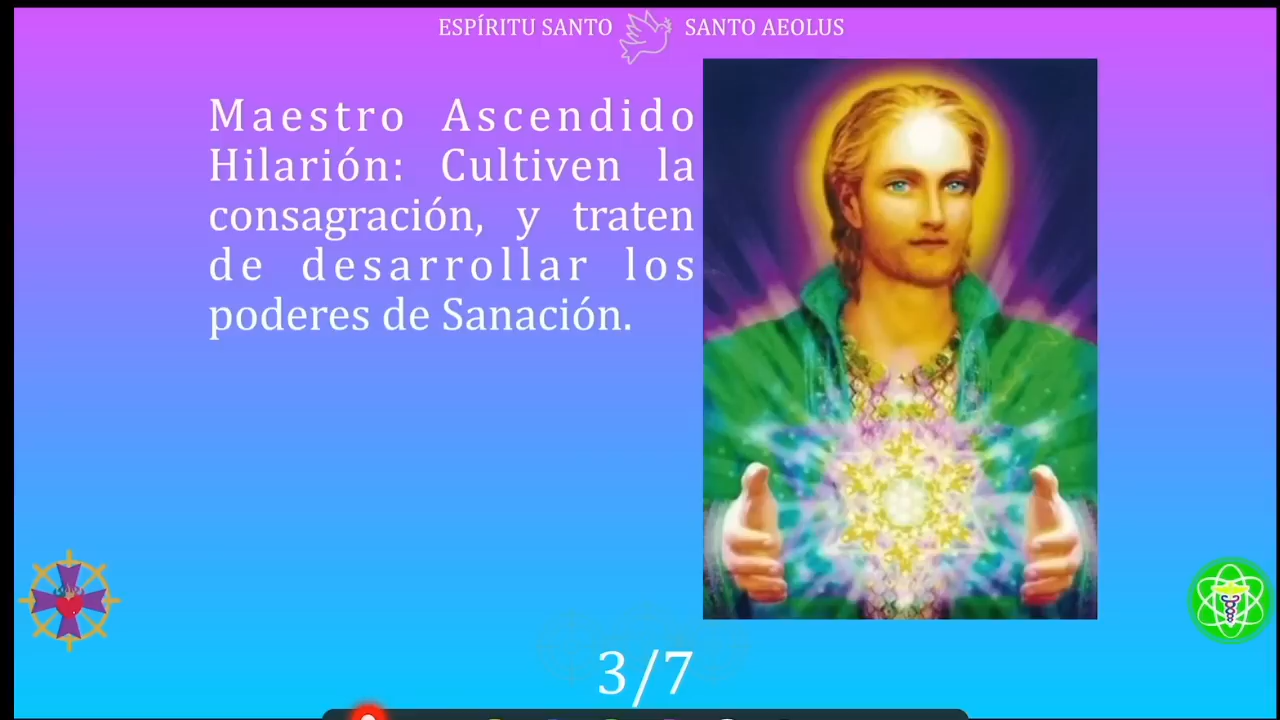 ESPÍRITU SANTO SANTO AEOLUS
Maestro Ascendido
Hilarión: Cultiven la
consagración, y traten
de desarrollar los
poderes de Sanación.
3/7